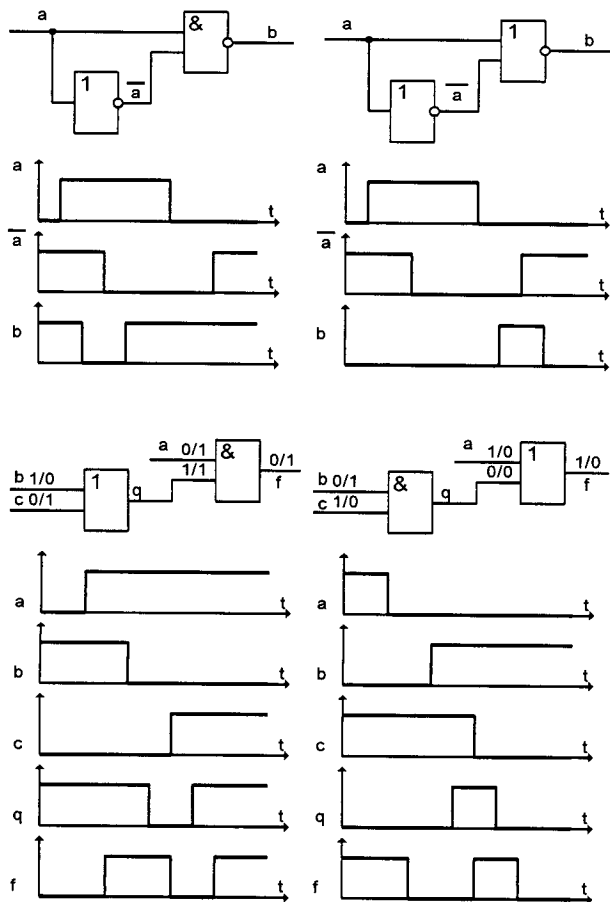 a & b
1 a
a t
a t
b t
a 1 b
1 a
a t
a t
b t
a 0/1 & 0/1
b 1/0 1 q 1/1 f
c 0/1
a t
b t
c t
q t
f t
a 1/0 1 1/0
b 0/1 & q 0/0 f
c 1/0
a t
b t
c t
q t
f t